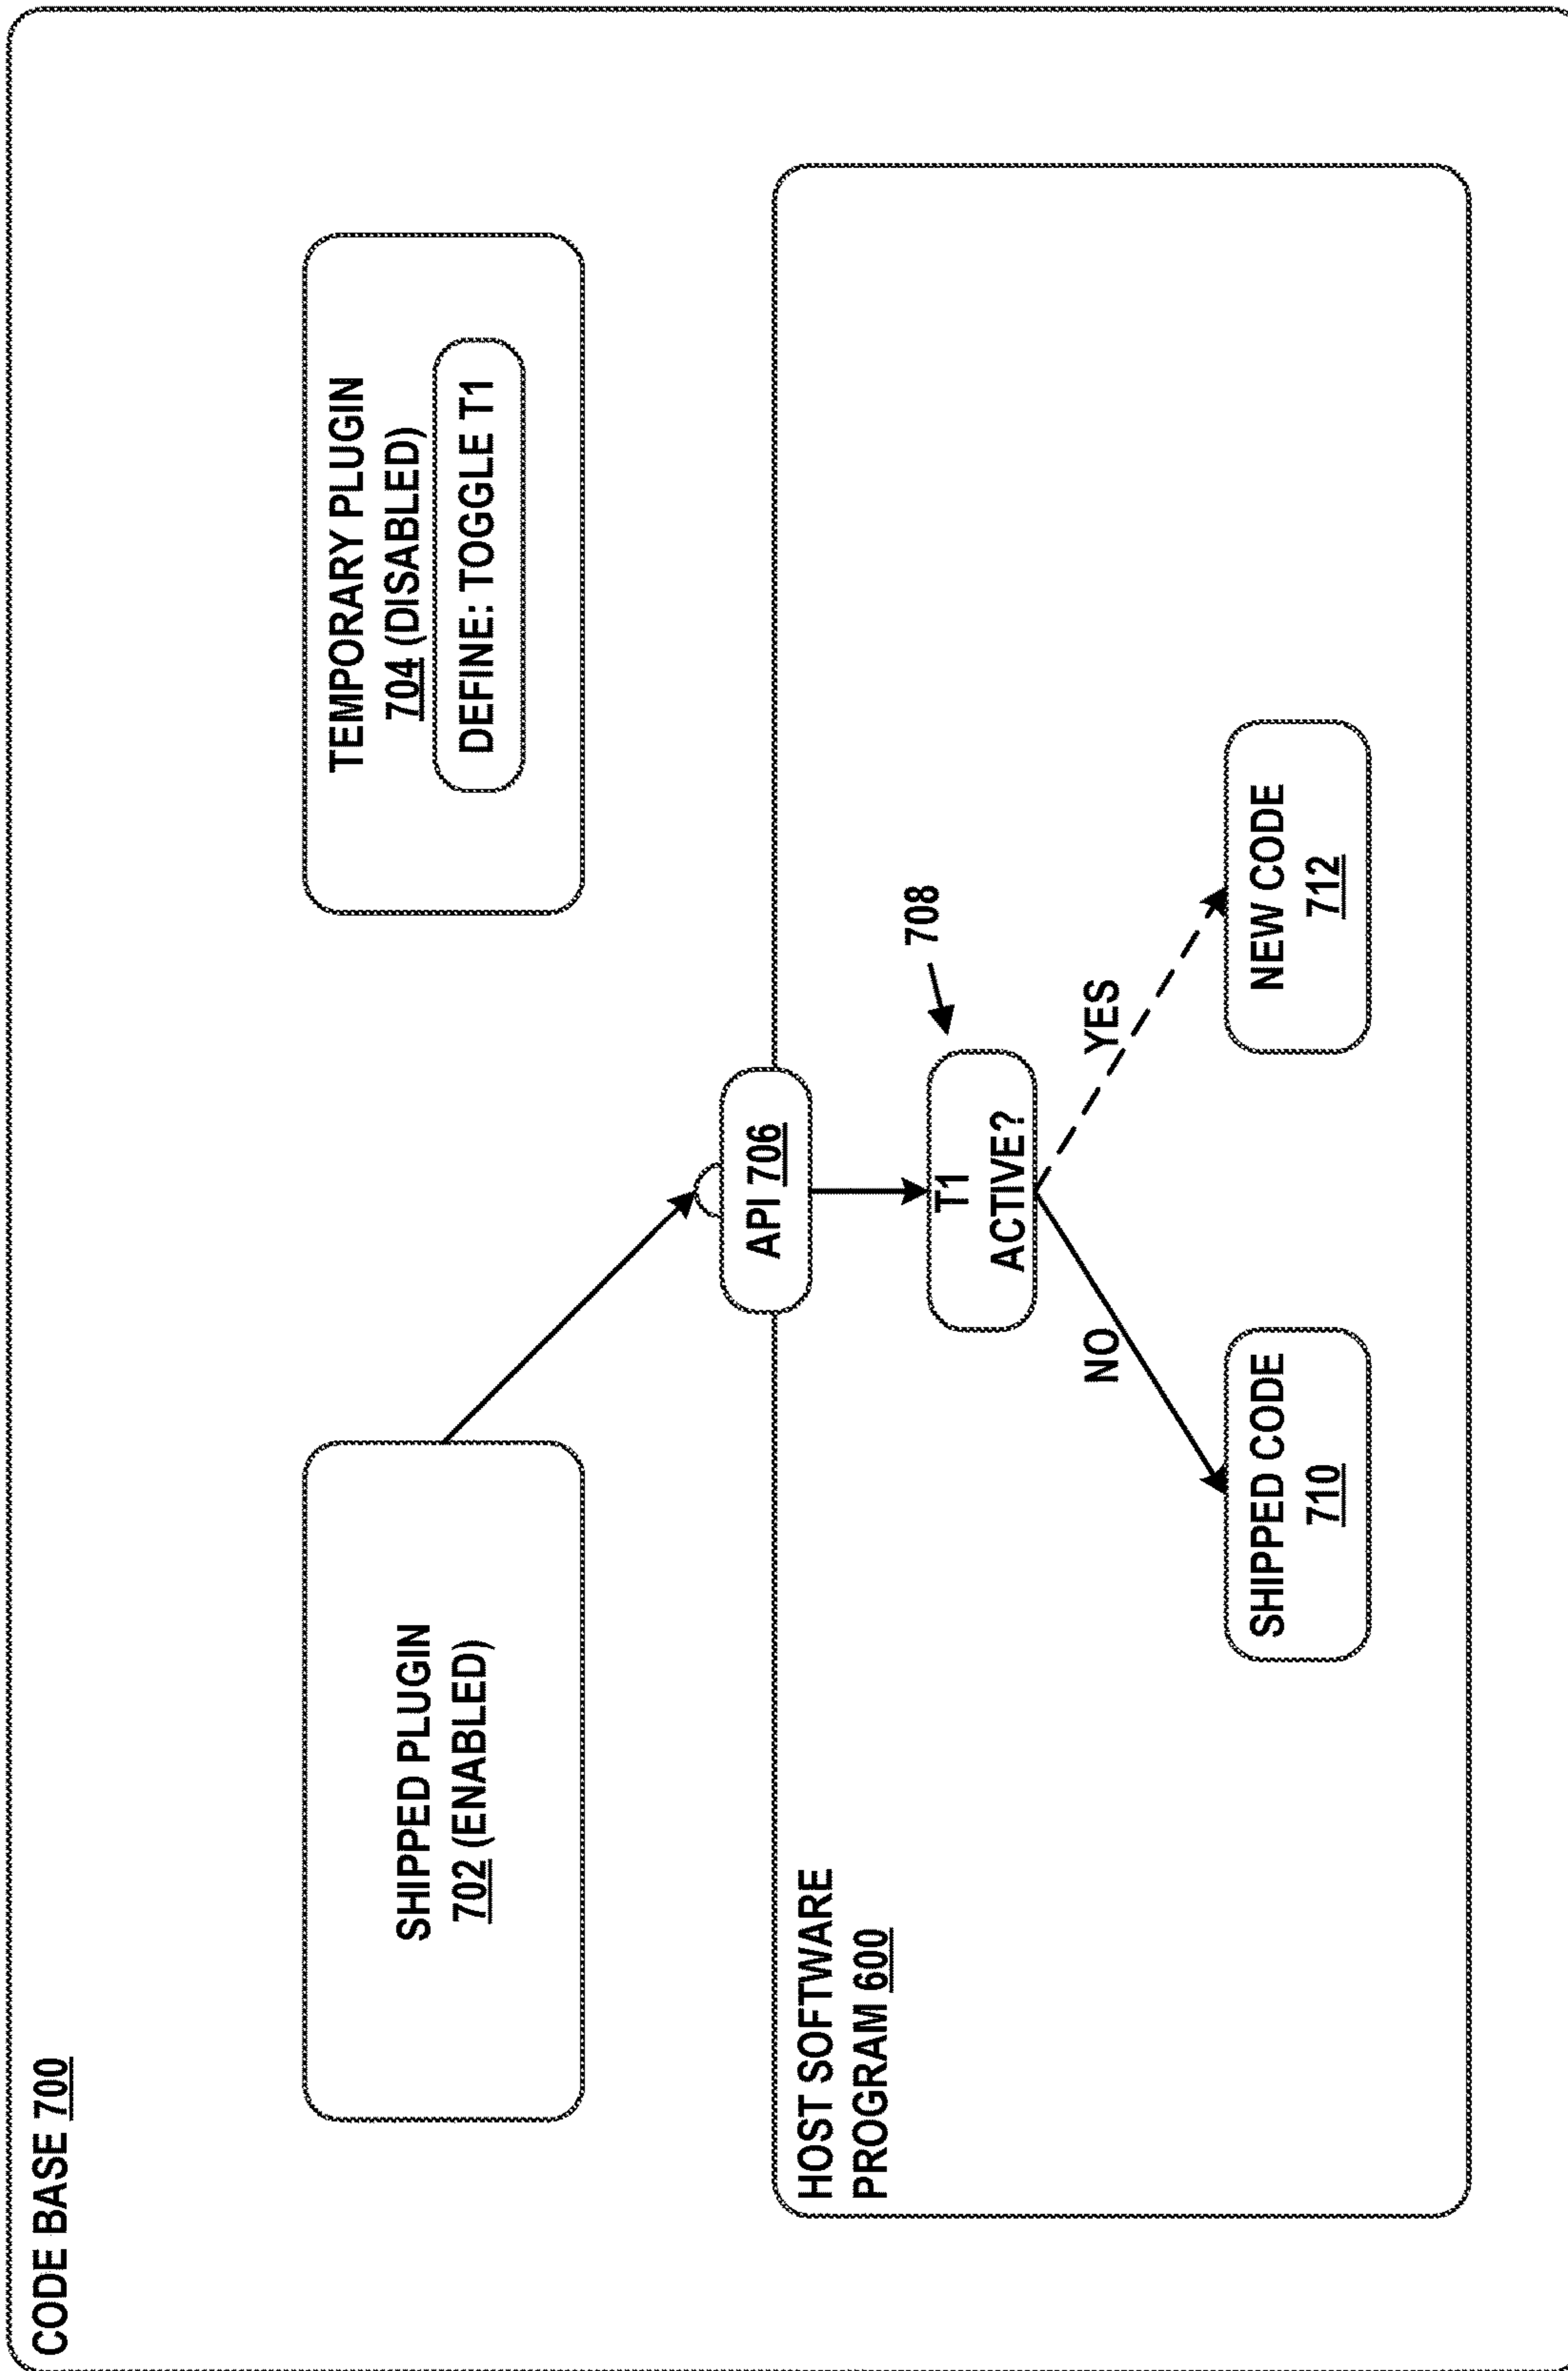 CODE BASE 700
SHIPPED PLUGIN
702 (ENABLED)
TEMPORARY PLUGIN
704 (DISABLED)
DEFINE: TOGGLE T1
API 706
HOST SOFTWARE
PROGRAM 600
T1
ACTIVE?
708
NO
YES
SHIPPED CODE
710
NEW CODE
712